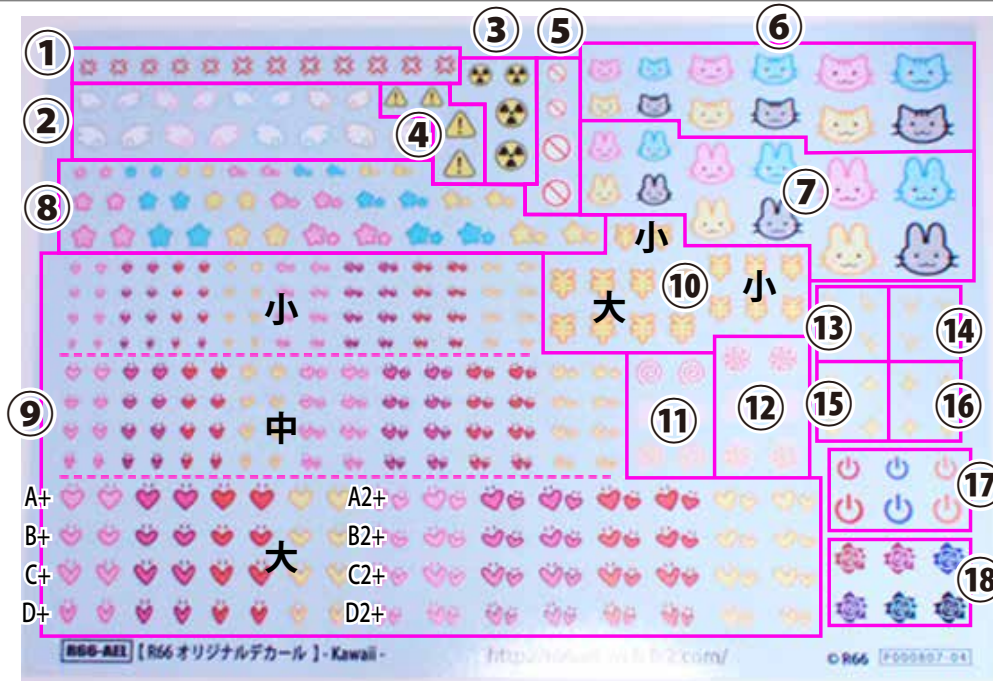 ③ ⑤ ⑥
①
②
④
⑦
⑧
小
⑩ 小
大
小
⑬ ⑭
⑨
⑪ ⑫ ⑮ ⑯
中
⑰
A+ A2+
B+ B2+
大
C+ C2+
⑱
D+ D2+
R66-AEL 【 R66 オリジナルデカール 】- Kawaii - © R66 P000807-04